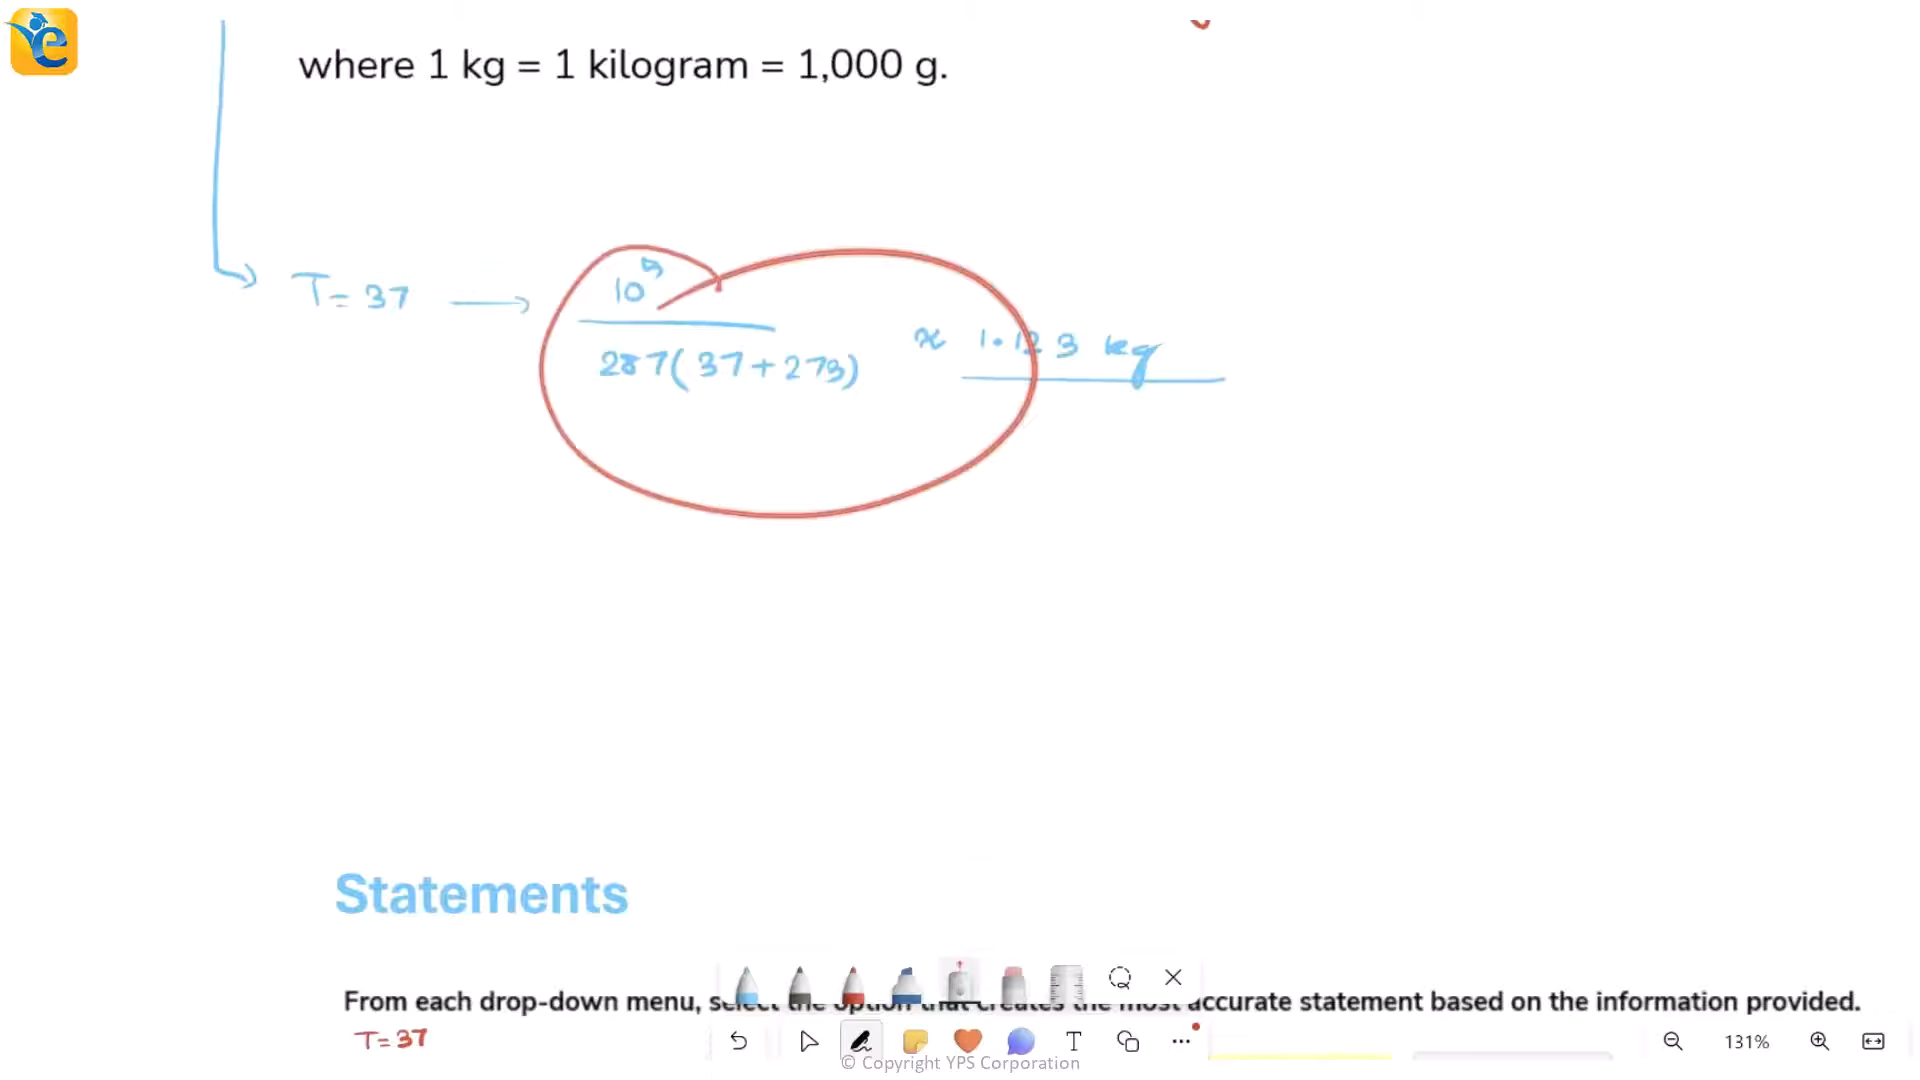 where 1 kg = 1 kilogram = 1,000 g.
T = 37 → 10⁵
287(37+273)
≈ 1.123 kg
Statements
From each drop-down menu, select the option that creates the most accurate statement based on the information provided.
T = 37
131%
© Copyright YPS Corporation